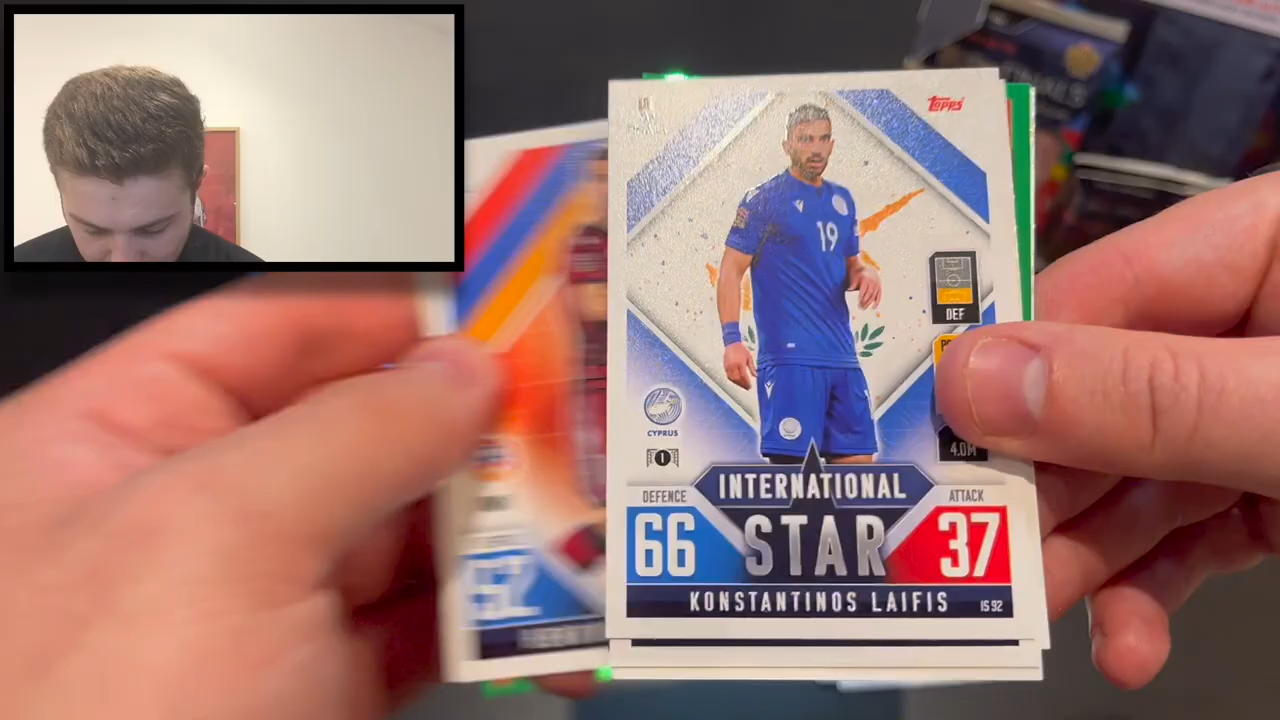 TOPPS
19
DEF
4.0M
CYPRUS
1
INTERNATIONAL
STAR
DEFENCE
66
ATTACK
37
KONSTANTINOS LAIFIS
IS 92